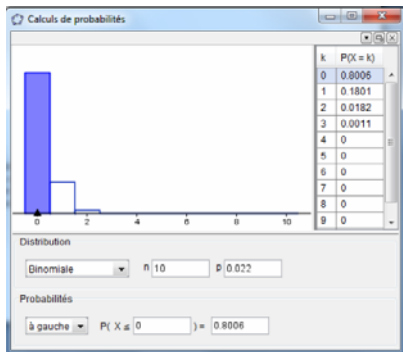 Calculs de probabilités
k P(X = k)
0 0.8006
1 0.1801
2 0.0182
3 0.0011
4 0
5 0
6 0
7 0
8 0
9 0
0 2 4 6 8 10
Distribution
Binomiale n 10 p 0.022
Probabilités
à gauche P( X ≤ 0 ) = 0.8006